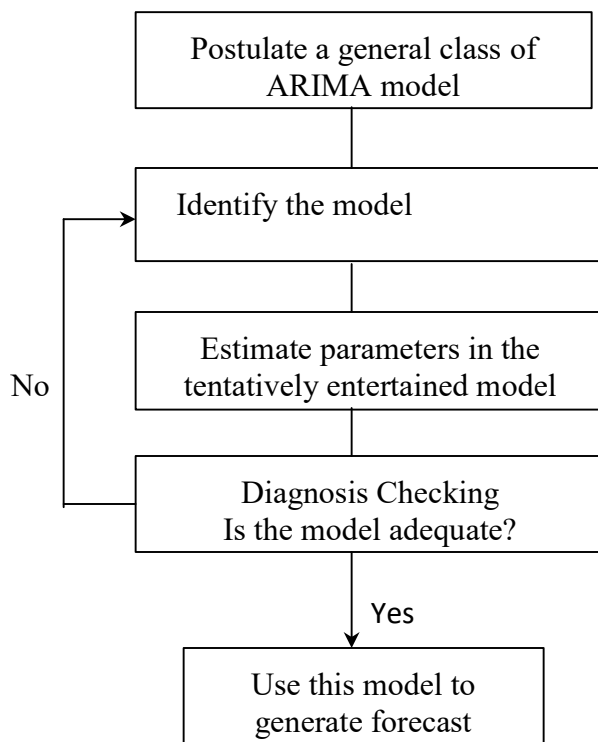 Postulate a general class of
ARIMA model
Identify the model
Estimate parameters in the
tentatively entertained model
No
Diagnosis Checking
Is the model adequate?
Yes
Use this model to
generate forecast